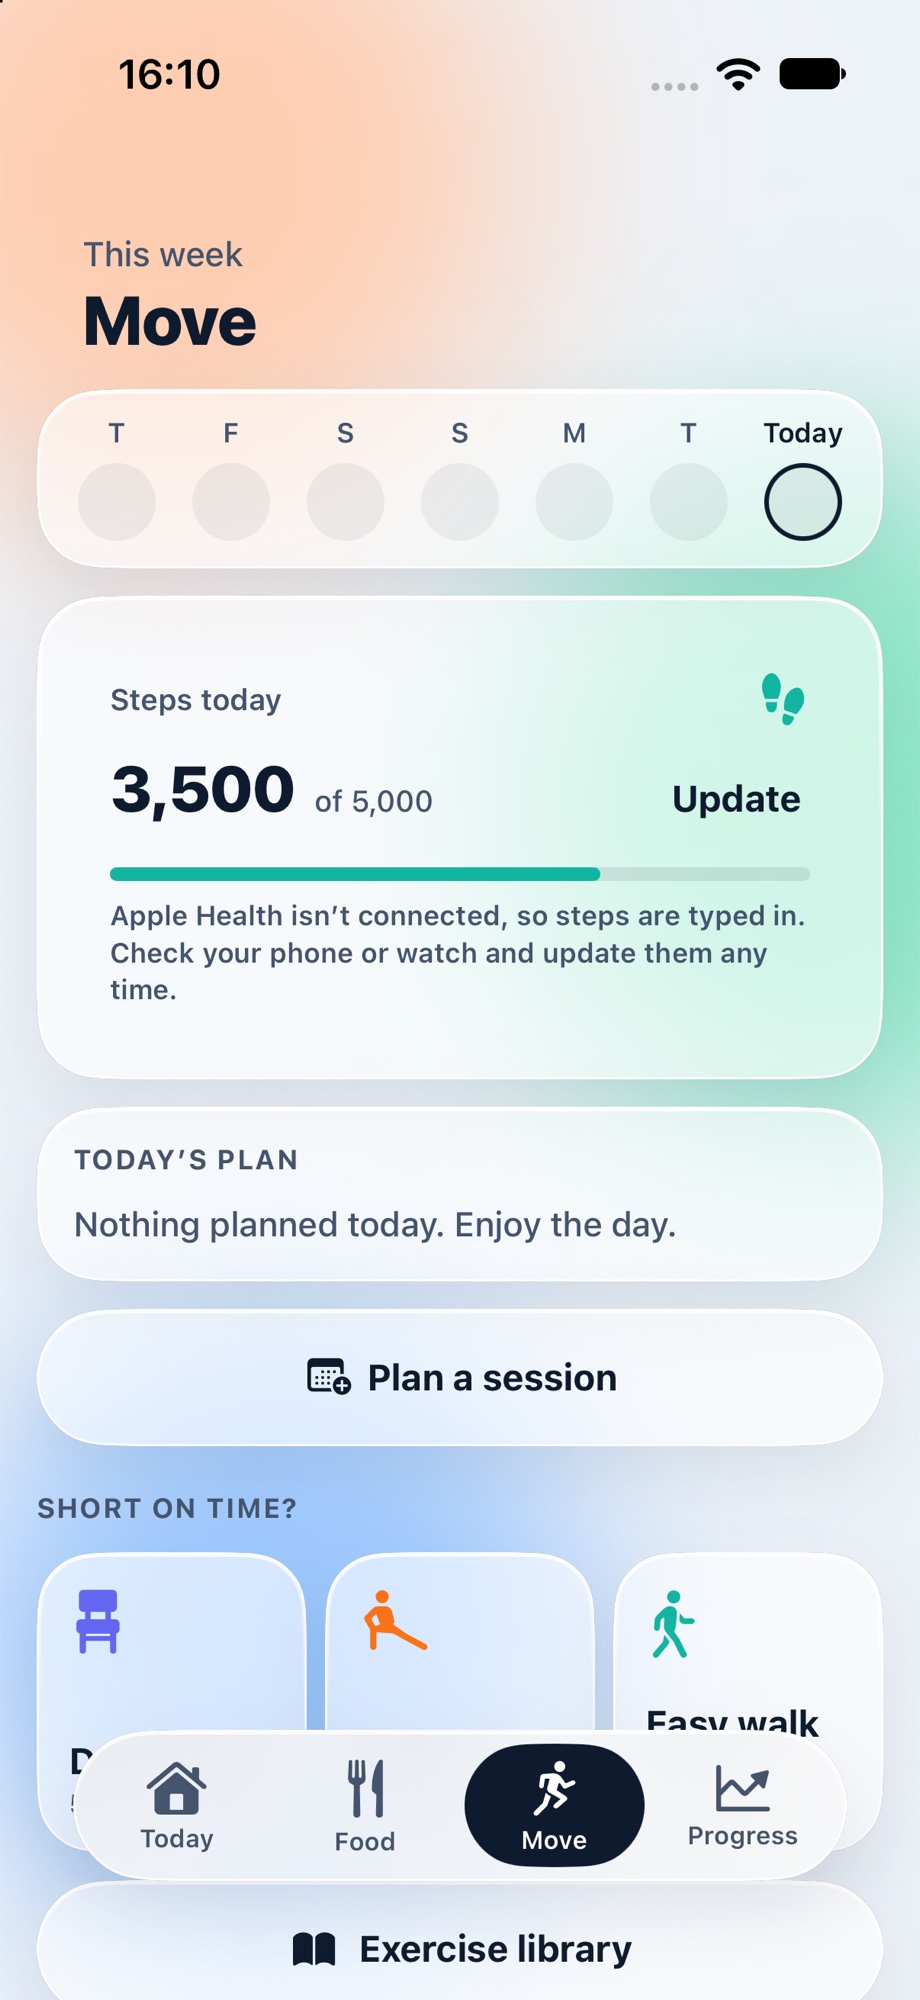 16:10
This week
Move
T F S S M T Today
Steps today
3,500 of 5,000
Update
Apple Health isn’t connected, so steps are typed in.
Check your phone or watch and update them any
time.
TODAY’S PLAN
Nothing planned today. Enjoy the day.
Plan a session
SHORT ON TIME?
Easy walk
Today Food Move Progress
Exercise library